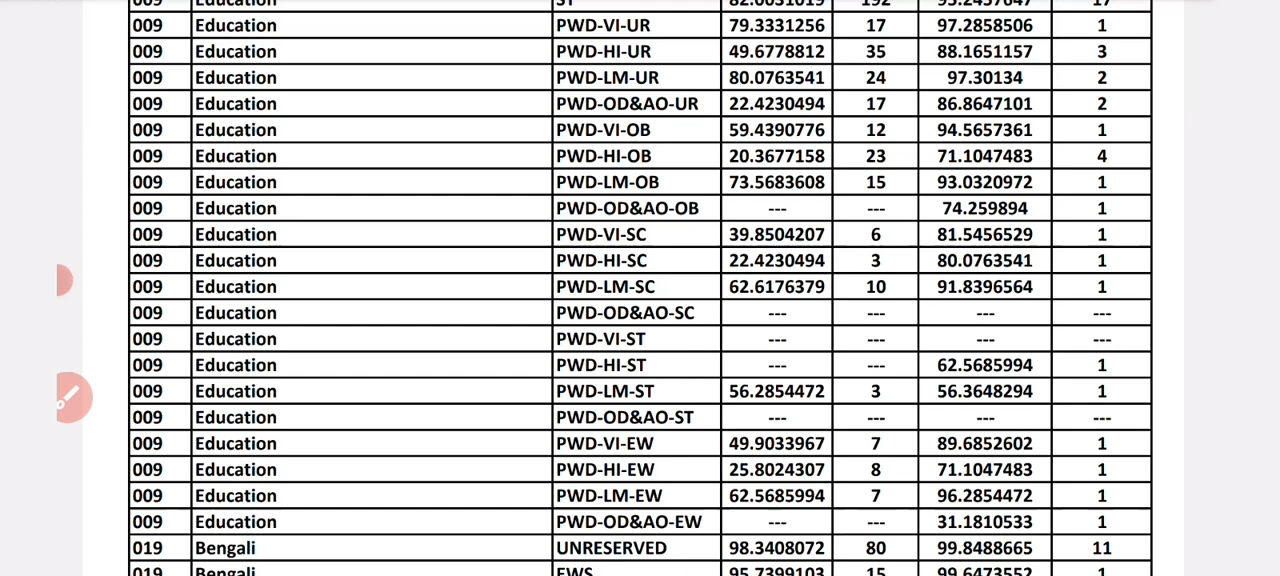 009 Education ST 82.0031019 192 95.2457647 17
009 Education PWD-VI-UR 79.3331256 17 97.2858506 1
009 Education PWD-HI-UR 49.6778812 35 88.1651157 3
009 Education PWD-LM-UR 80.0763541 24 97.30134 2
009 Education PWD-OD&AO-UR 22.4230494 17 86.8647101 2
009 Education PWD-VI-OB 59.4390776 12 94.5657361 1
009 Education PWD-HI-OB 20.3677158 23 71.1047483 4
009 Education PWD-LM-OB 73.5683608 15 93.0320972 1
009 Education PWD-OD&AO-OB --- --- 74.259894 1
009 Education PWD-VI-SC 39.8504207 6 81.5456529 1
009 Education PWD-HI-SC 22.4230494 3 80.0763541 1
009 Education PWD-LM-SC 62.6176379 10 91.8396564 1
009 Education PWD-OD&AO-SC --- --- --- ---
009 Education PWD-VI-ST --- --- --- ---
009 Education PWD-HI-ST --- --- 62.5685994 1
009 Education PWD-LM-ST 56.2854472 3 56.3648294 1
009 Education PWD-OD&AO-ST --- --- --- ---
009 Education PWD-VI-EW 49.9033967 7 89.6852602 1
009 Education PWD-HI-EW 25.8024307 8 71.1047483 1
009 Education PWD-LM-EW 62.5685994 7 96.2854472 1
009 Education PWD-OD&AO-EW --- --- 31.1810533 1
019 Bengali UNRESERVED 98.3408072 80 99.8488665 11
019 Bengali EWS 95.7399103 15 99.6473552 1